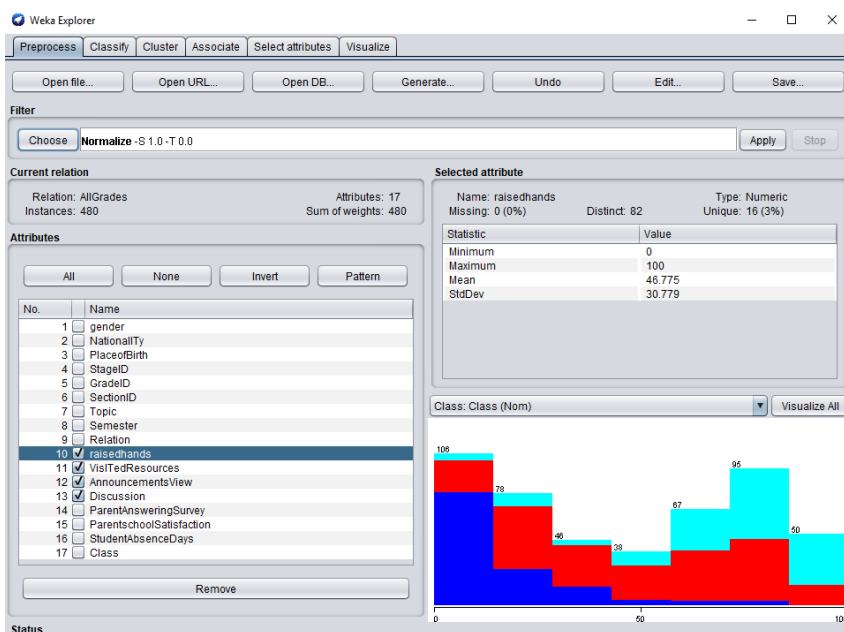 Weka Explorer
Preprocess Classify Cluster Associate Select attributes Visualize
Open file... Open URL... Open DB... Generate... Undo Edit... Save...
Filter
Choose Normalize -S 1.0 -T 0.0 Apply Stop
Current relation
Relation: AllGrades Attributes: 17
Instances: 480 Sum of weights: 480
Attributes
All None Invert Pattern
No. Name
1 gender
2 NationalITy
3 PlaceofBirth
4 StageID
5 GradeID
6 SectionID
7 Topic
8 Semester
9 Relation
10 raisedhands
11 VisITedResources
12 AnnouncementsView
13 Discussion
14 ParentAnsweringSurvey
15 ParentschoolSatisfaction
16 StudentAbsenceDays
17 Class
Remove
Status
Selected attribute
Name: raisedhands Type: Numeric
Missing: 0 (0%) Distinct: 82 Unique: 16 (3%)
Statistic Value
Minimum 0
Maximum 100
Mean 46.775
StdDev 30.779
Class: Class (Nom) Visualize All
106
78
46
38
67
95
50
0 50 10